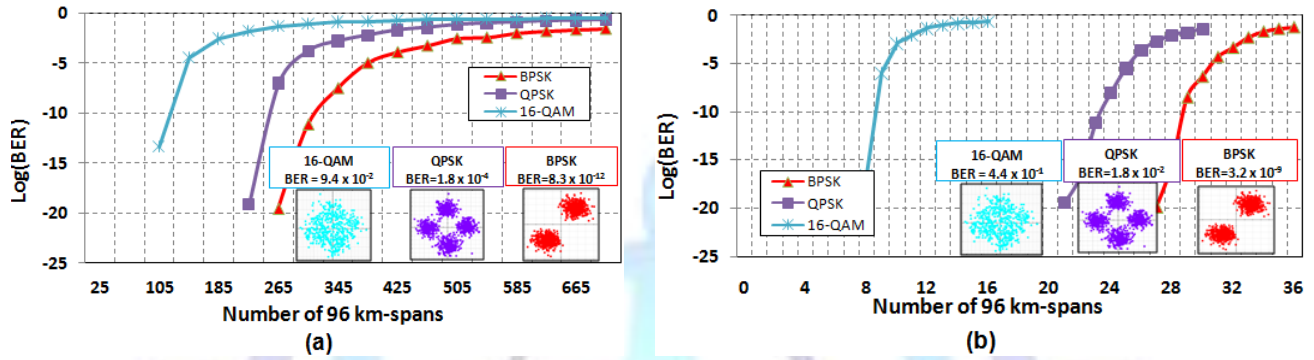 0
-5
-10
-15
-20
-25
Log(BER)
BPSK
QPSK
16-QAM
16-QAM
BER = 9.4 x 10⁻²
QPSK
BER=1.8 x 10⁻⁴
BPSK
BER=8.3 x 10⁻¹²
25 105 185 265 345 425 505 585 665
Number of 96 km-spans
(a)
0
-5
-10
-15
-20
-25
Log(BER)
BPSK
QPSK
16-QAM
16-QAM
BER = 4.4 x 10⁻¹
QPSK
BER=1.8 x 10⁻²
BPSK
BER=3.2 x 10⁻⁹
0 4 8 12 16 20 24 28 32 36
Number of 96 km-spans
(b)